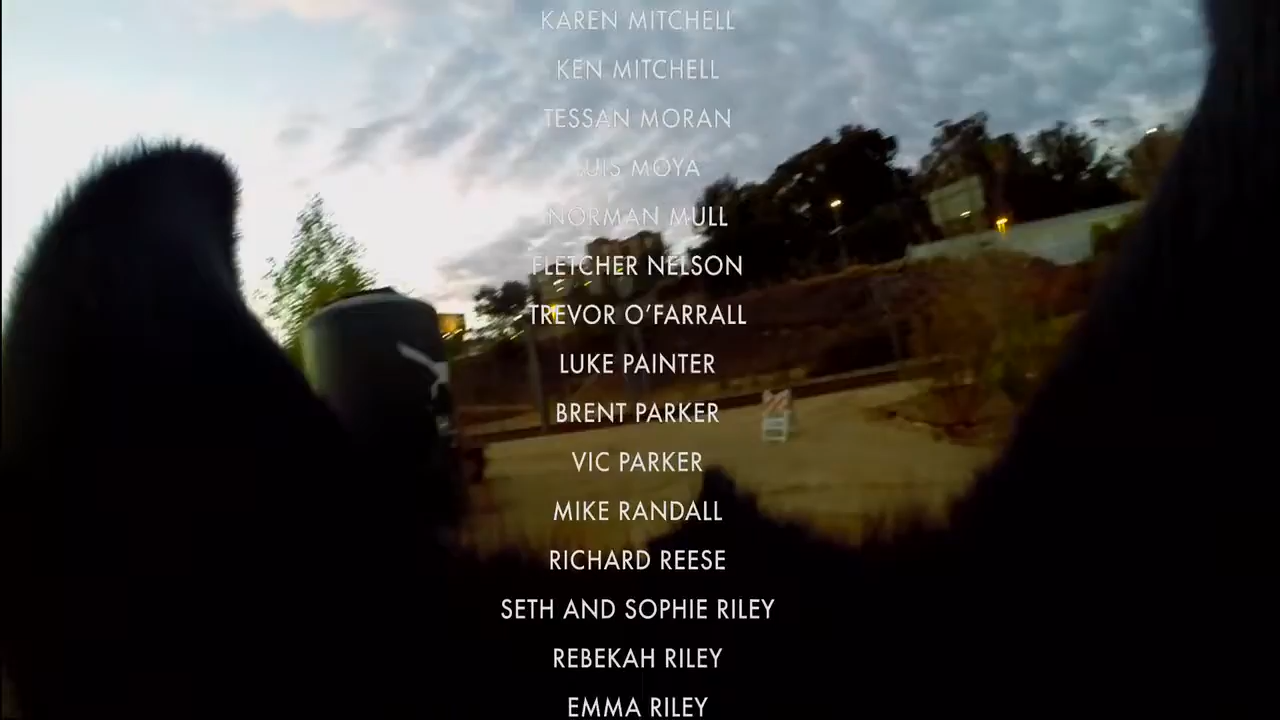 KAREN MITCHELL
KEN MITCHELL
TESSAN MORAN
LUIS MOYA
NORMAN MULL
FLETCHER NELSON
TREVOR O'FARRALL
LUKE PAINTER
BRENT PARKER
VIC PARKER
MIKE RANDALL
RICHARD REESE
SETH AND SOPHIE RILEY
REBEKAH RILEY
EMMA RILEY